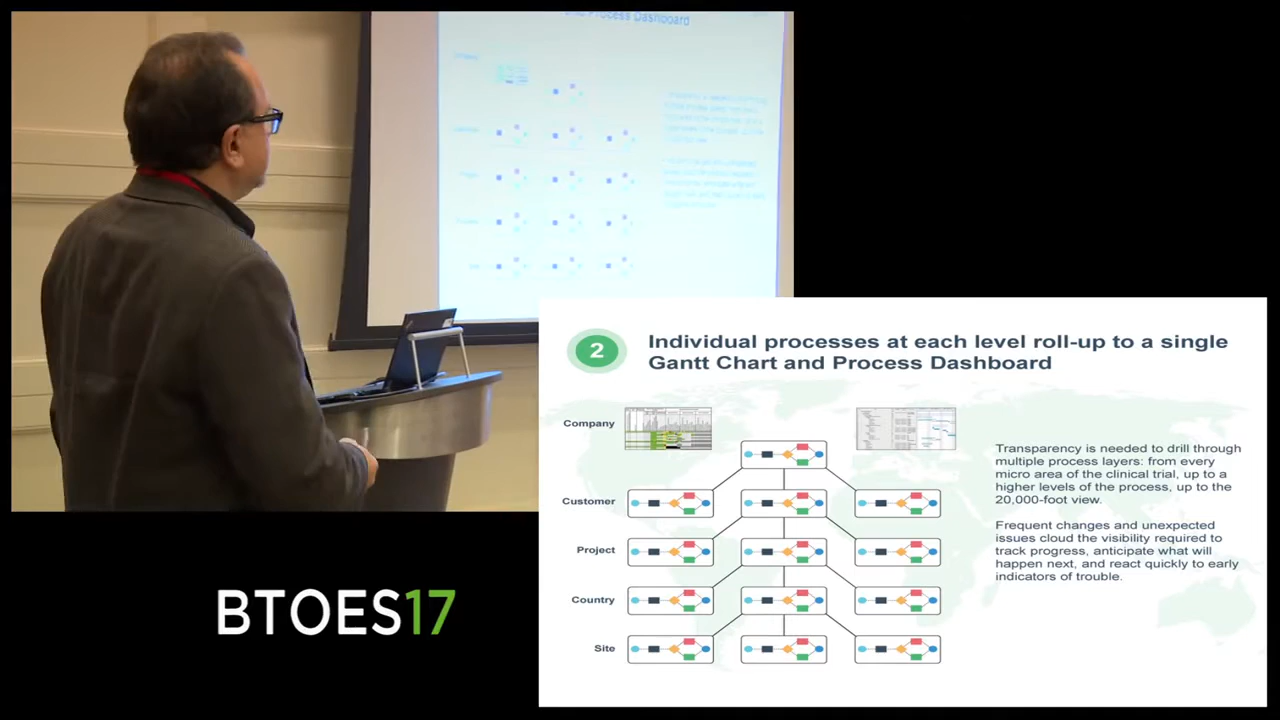 Process Dashboard
2
Individual processes at each level roll-up to a single
Gantt Chart and Process Dashboard
Company
Customer
Project
Country
Site
Transparency is needed to drill through
multiple process layers: from every
micro area of the clinical trial, up to a
higher levels of the process, up to the
20,000-foot view.
Frequent changes and unexpected
issues cloud the visibility required to
track progress, anticipate what will
happen next, and react quickly to early
indicators of trouble.
BTOES17